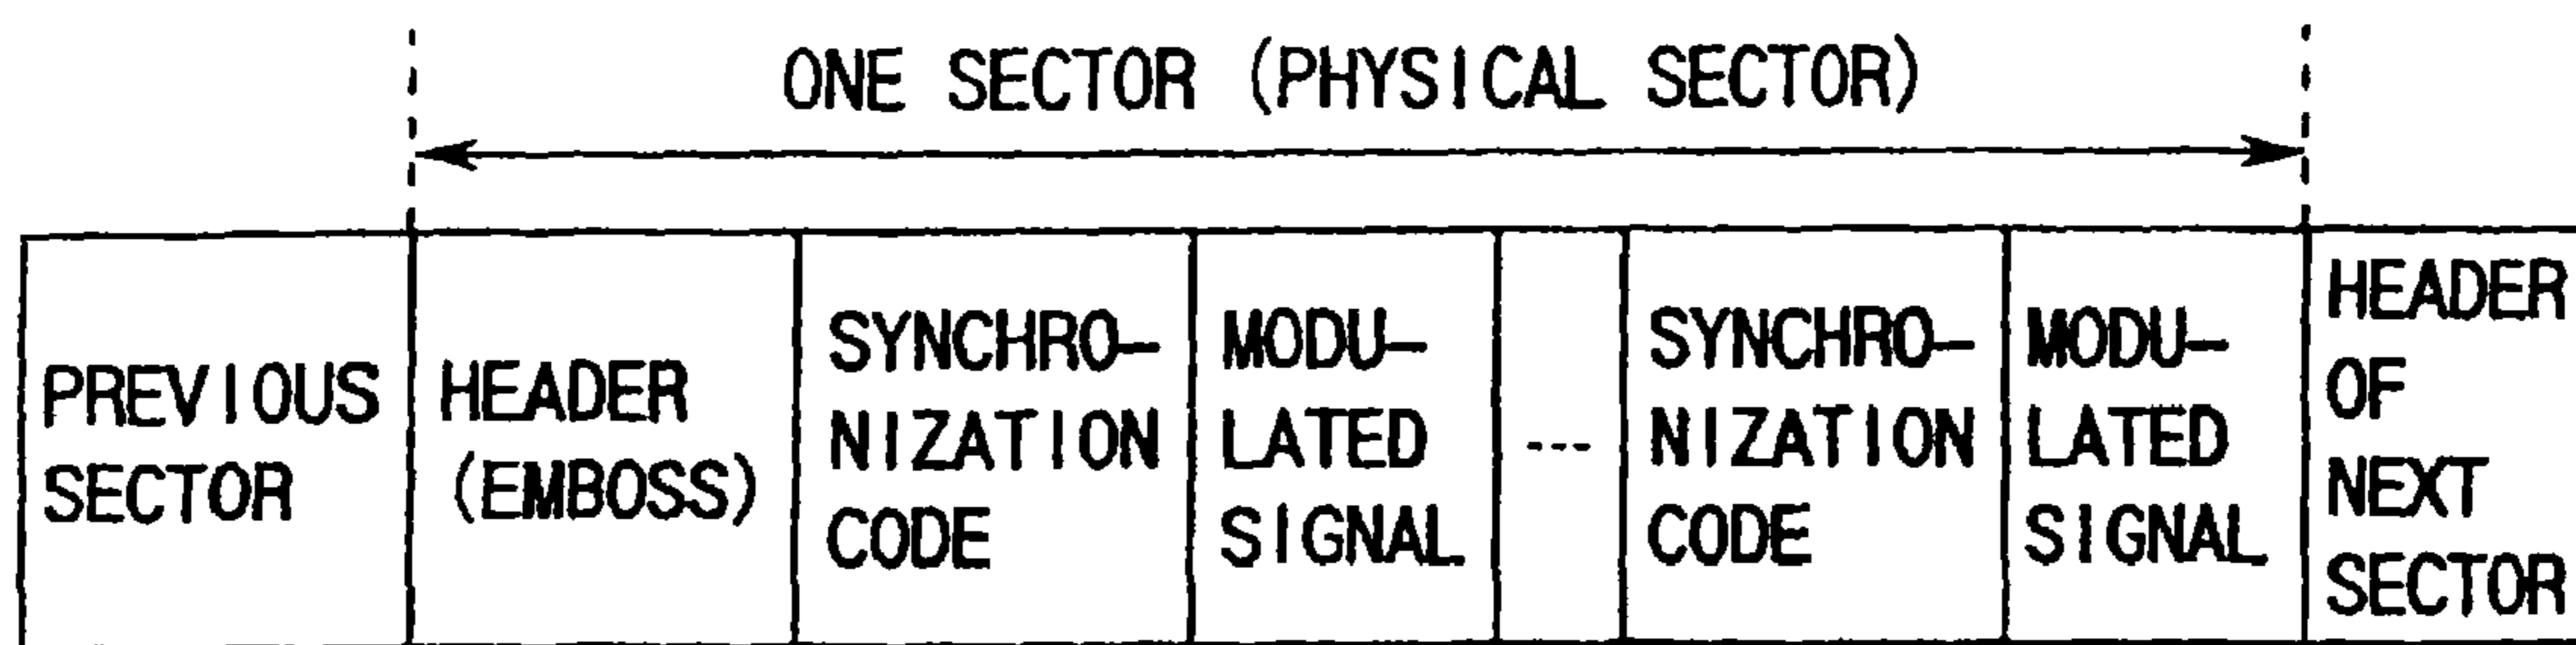 ONE SECTOR (PHYSICAL SECTOR)
PREVIOUS
SECTOR
HEADER
(EMBOSS)
SYNCHRO-
NIZATION
CODE
MODU-
LATED
SIGNAL
---
SYNCHRO-
NIZATION
CODE
MODU-
LATED
SIGNAL
HEADER
OF
NEXT
SECTOR